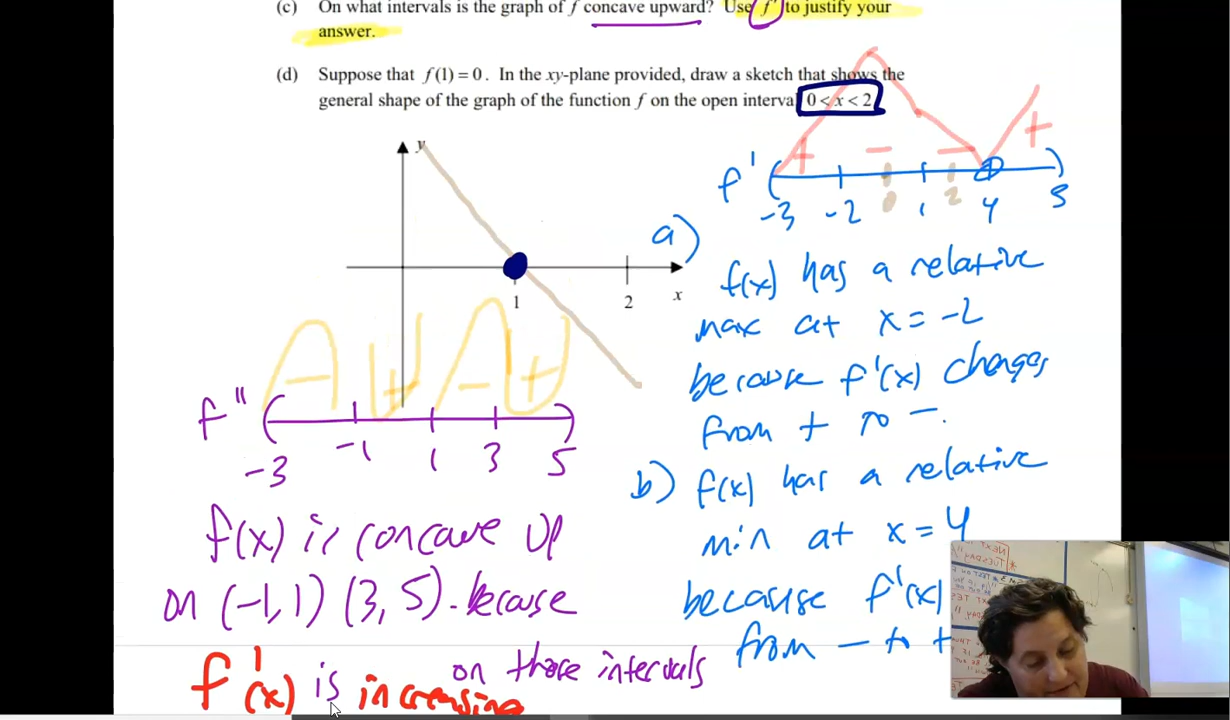 (c) On what intervals is the graph of f concave upward? Use f' to justify your
answer.
(d) Suppose that f(1) = 0. In the xy-plane provided, draw a sketch that shows the
general shape of the graph of the function f on the open interval 0 < x < 2
y
1
2
x
f'
+ - - +
-3 -2 0 1 2 4 5
a)
f(x) has a relative
max at x = -2
because f'(x) changes
from + to -.
b) f(x) has a relative
min at x = 4
because f'(x)
from - to +
f"
- + - +
-3 -1 1 3 5
f(x) is concave up
on (-1,1) (3,5). because
f'(x) is increasing
on those intervals